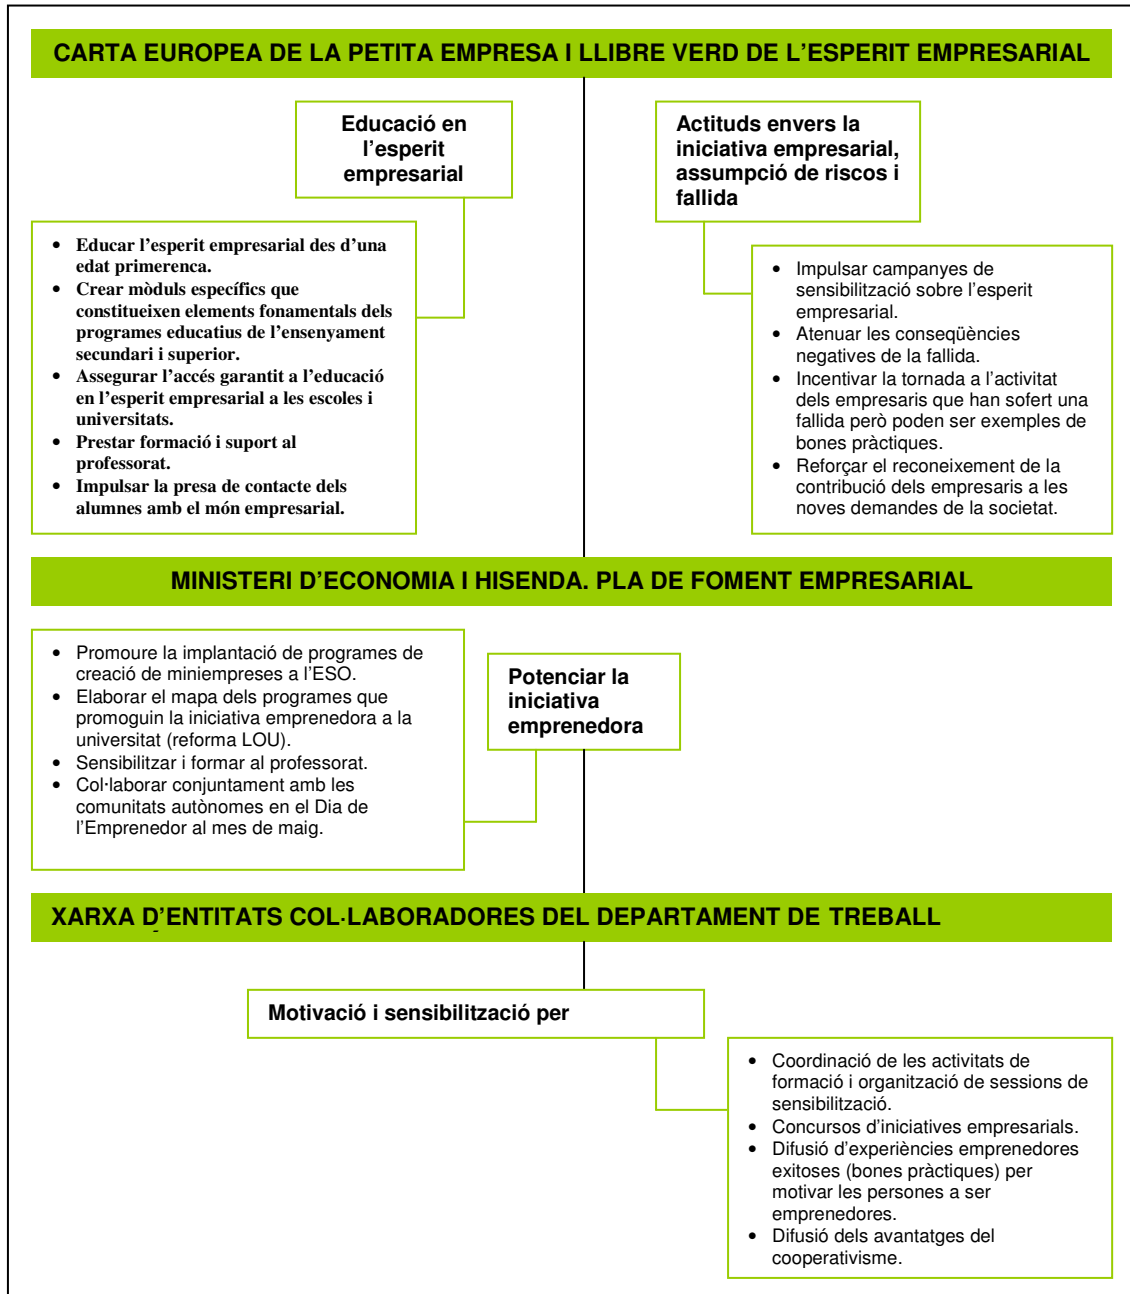 CARTA EUROPEA DE LA PETITA EMPRESA I LLIBRE VERD DE L’ESPERIT EMPRESARIAL
Educació en
l’esperit
empresarial
• Educar l’esperit empresarial des d’una
edat primerenca.
• Crear mòduls específics que
constitueixen elements fonamentals dels
programes educatius de l’ensenyament
secundari i superior.
• Assegurar l’accés garantit a l’educació
en l’esperit empresarial a les escoles i
universitats.
• Prestar formació i suport al
professorat.
• Impulsar la presa de contacte dels
alumnes amb el món empresarial.
Actituds envers la
iniciativa empresarial,
assumpció de riscos i
fallida
• Impulsar campanyes de
sensibilització sobre l’esperit
empresarial.
• Atenuar les conseqüències
negatives de la fallida.
• Incentivar la tornada a l’activitat
dels empresaris que han sofert una
fallida però poden ser exemples de
bones pràctiques.
• Reforçar el reconeixement de la
contribució dels empresaris a les
noves demandes de la societat.
MINISTERI D’ECONOMIA I HISENDA. PLA DE FOMENT EMPRESARIAL
• Promoure la implantació de programes de
creació de miniempreses a l’ESO.
• Elaborar el mapa dels programes que
promoguin la iniciativa emprenedora a la
universitat (reforma LOU).
• Sensibilitzar i formar al professorat.
• Col·laborar conjuntament amb les
comunitats autònomes en el Dia de
l’Emprenedor al mes de maig.
Potenciar la
iniciativa
emprenedora
XARXA D’ENTITATS COL·LABORADORES DEL DEPARTAMENT DE TREBALL
Motivació i sensibilització per
• Coordinació de les activitats de
formació i organització de sessions de
sensibilització.
• Concursos d’iniciatives empresarials.
• Difusió d’experiències emprenedores
exitoses (bones pràctiques) per
motivar les persones a ser
emprenedores.
• Difusió dels avantatges del
cooperativisme.